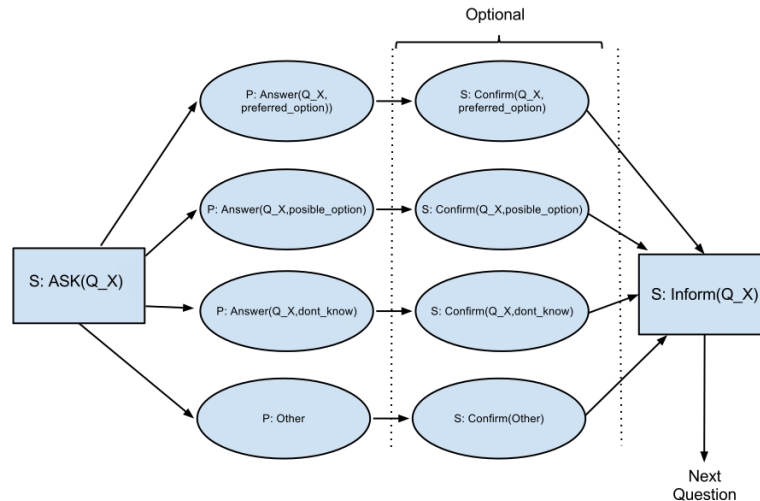 Optional
P: Answer(Q_X,
preferred_option))
S: Confirm(Q_X,
preferred_option)
P: Answer(Q_X,posible_option)
S: Confirm(Q_X,posible_option)
S: ASK(Q_X)
S: Inform(Q_X)
P: Answer(Q_X,dont_know)
S: Confirm(Q_X,dont_know)
P: Other
S: Confirm(Other)
Next
Question